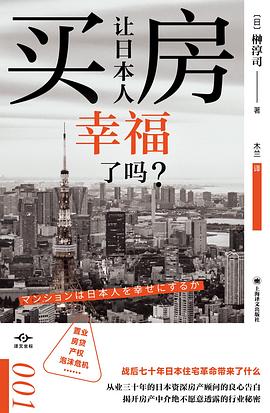 买房
让日本人
幸福
了吗？
[日] 榊淳司 著
木兰 译
上海译文出版社
マンションは日本人を幸せにするか
置业
房贷
产权
泡沫危机
……
译文坐标
001
战后七十年日本住宅革命带来了什么
从业三十年的日本资深房产顾问的良心告白
揭开房产中介绝不愿意透露的行业秘密